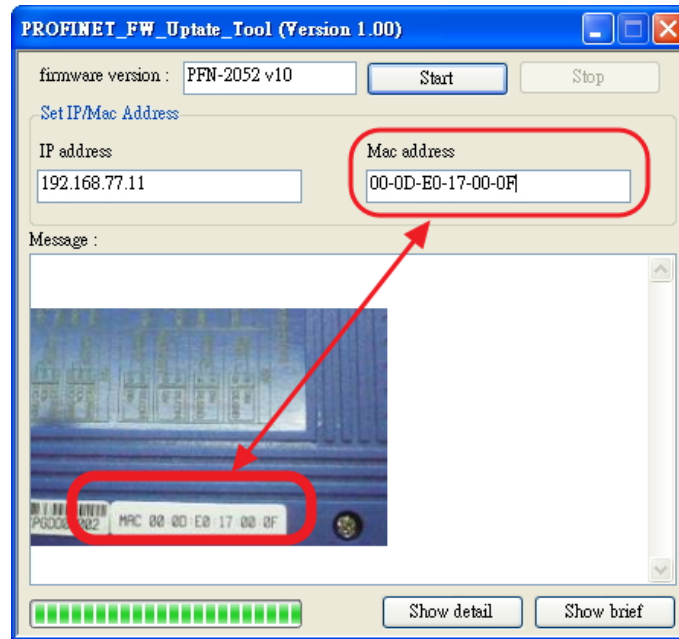 PROFINET_FW_Uptate_Tool (Version 1.00)
firmware version : PFN-2052 v10 Start Stop
Set IP/Mac Address
IP address Mac address
192.168.77.11 00-0D-E0-17-00-0F
Message :
MAC 00 0D E0 17 00 0F
Show detail Show brief